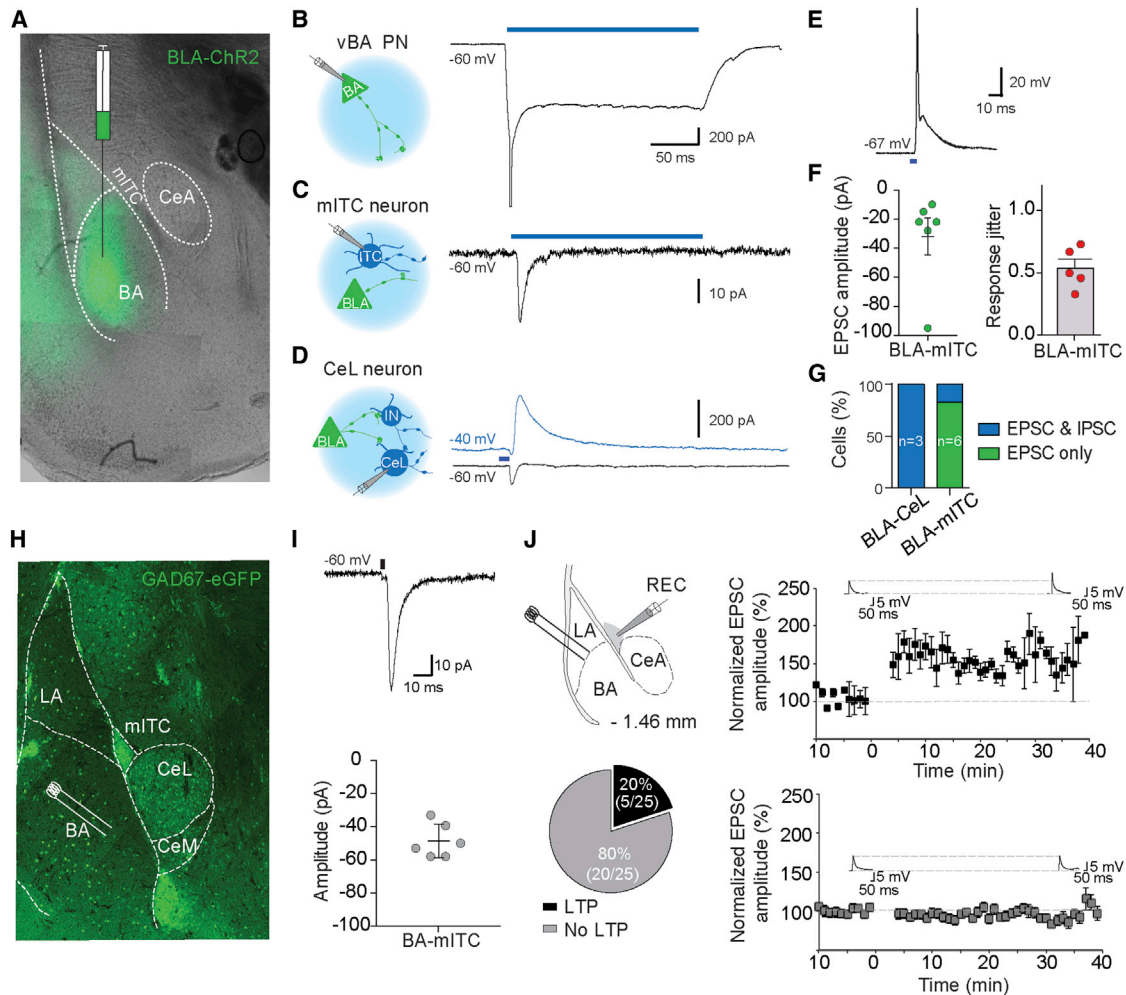 A
BLA-ChR2
mITC
CeA
BA
B
vBA PN
BA
-60 mV
200 pA
50 ms
C
mITC neuron
ITC
BLA
-60 mV
10 pA
D
CeL neuron
IN
BLA
CeL
-40 mV
-60 mV
200 pA
E
20 mV
10 ms
-67 mV
F
EPSC amplitude (pA)
0
-20
-40
-60
-80
-100
BLA-mITC
Response jitter
1.0
0.5
0.0
BLA-mITC
G
Cells (%)
100
50
0
n=3
n=6
BLA-CeL
BLA-mITC
EPSC & IPSC
EPSC only
H
GAD67-eGFP
LA
mITC
CeL
BA
CeM
I
-60 mV
10 pA
10 ms
Amplitude (pA)
0
-20
-40
-60
-80
-100
BA-mITC
J
REC
LA
CeA
BA
- 1.46 mm
20%
(5/25)
80%
(20/25)
LTP
No LTP
Normalized EPSC
amplitude (%)
250
200
150
100
5 mV
50 ms
5 mV
50 ms
10 0 10 20 30 40
Time (min)
Normalized EPSC
amplitude (%)
250
200
150
100
5 mV
50 ms
5 mV
50 ms
10 0 10 20 30 40
Time (min)